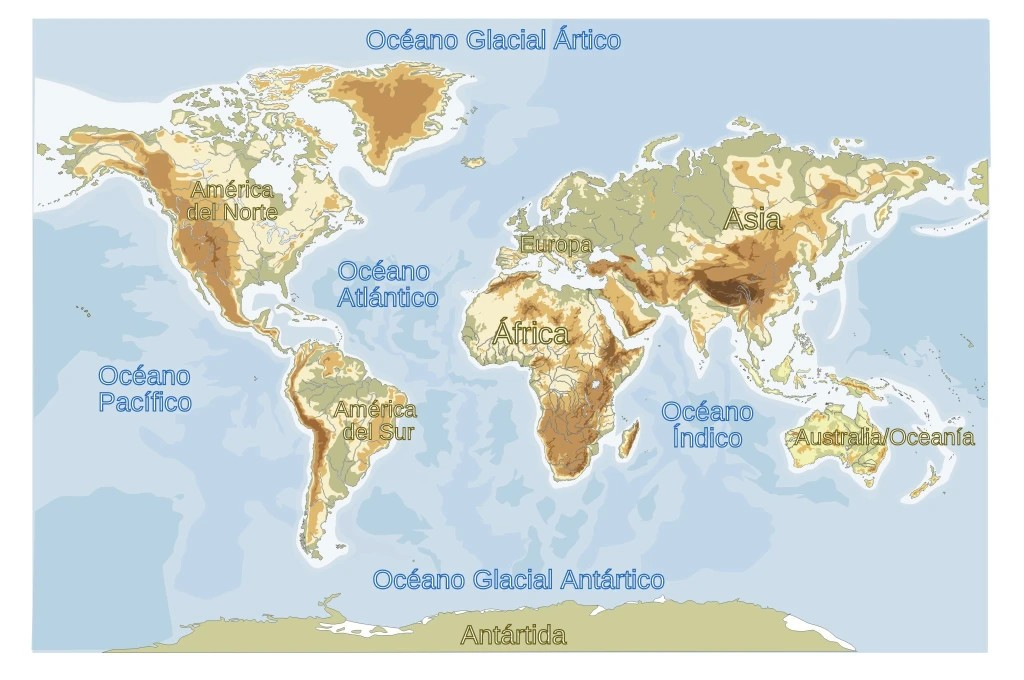 Océano Glacial Ártico
América
del Norte
Asia
Europa
Océano
Atlántico
África
Océano
Pacífico
América
del Sur
Océano
Índico
Australia/Oceanía
Océano Glacial Antártico
Antártida